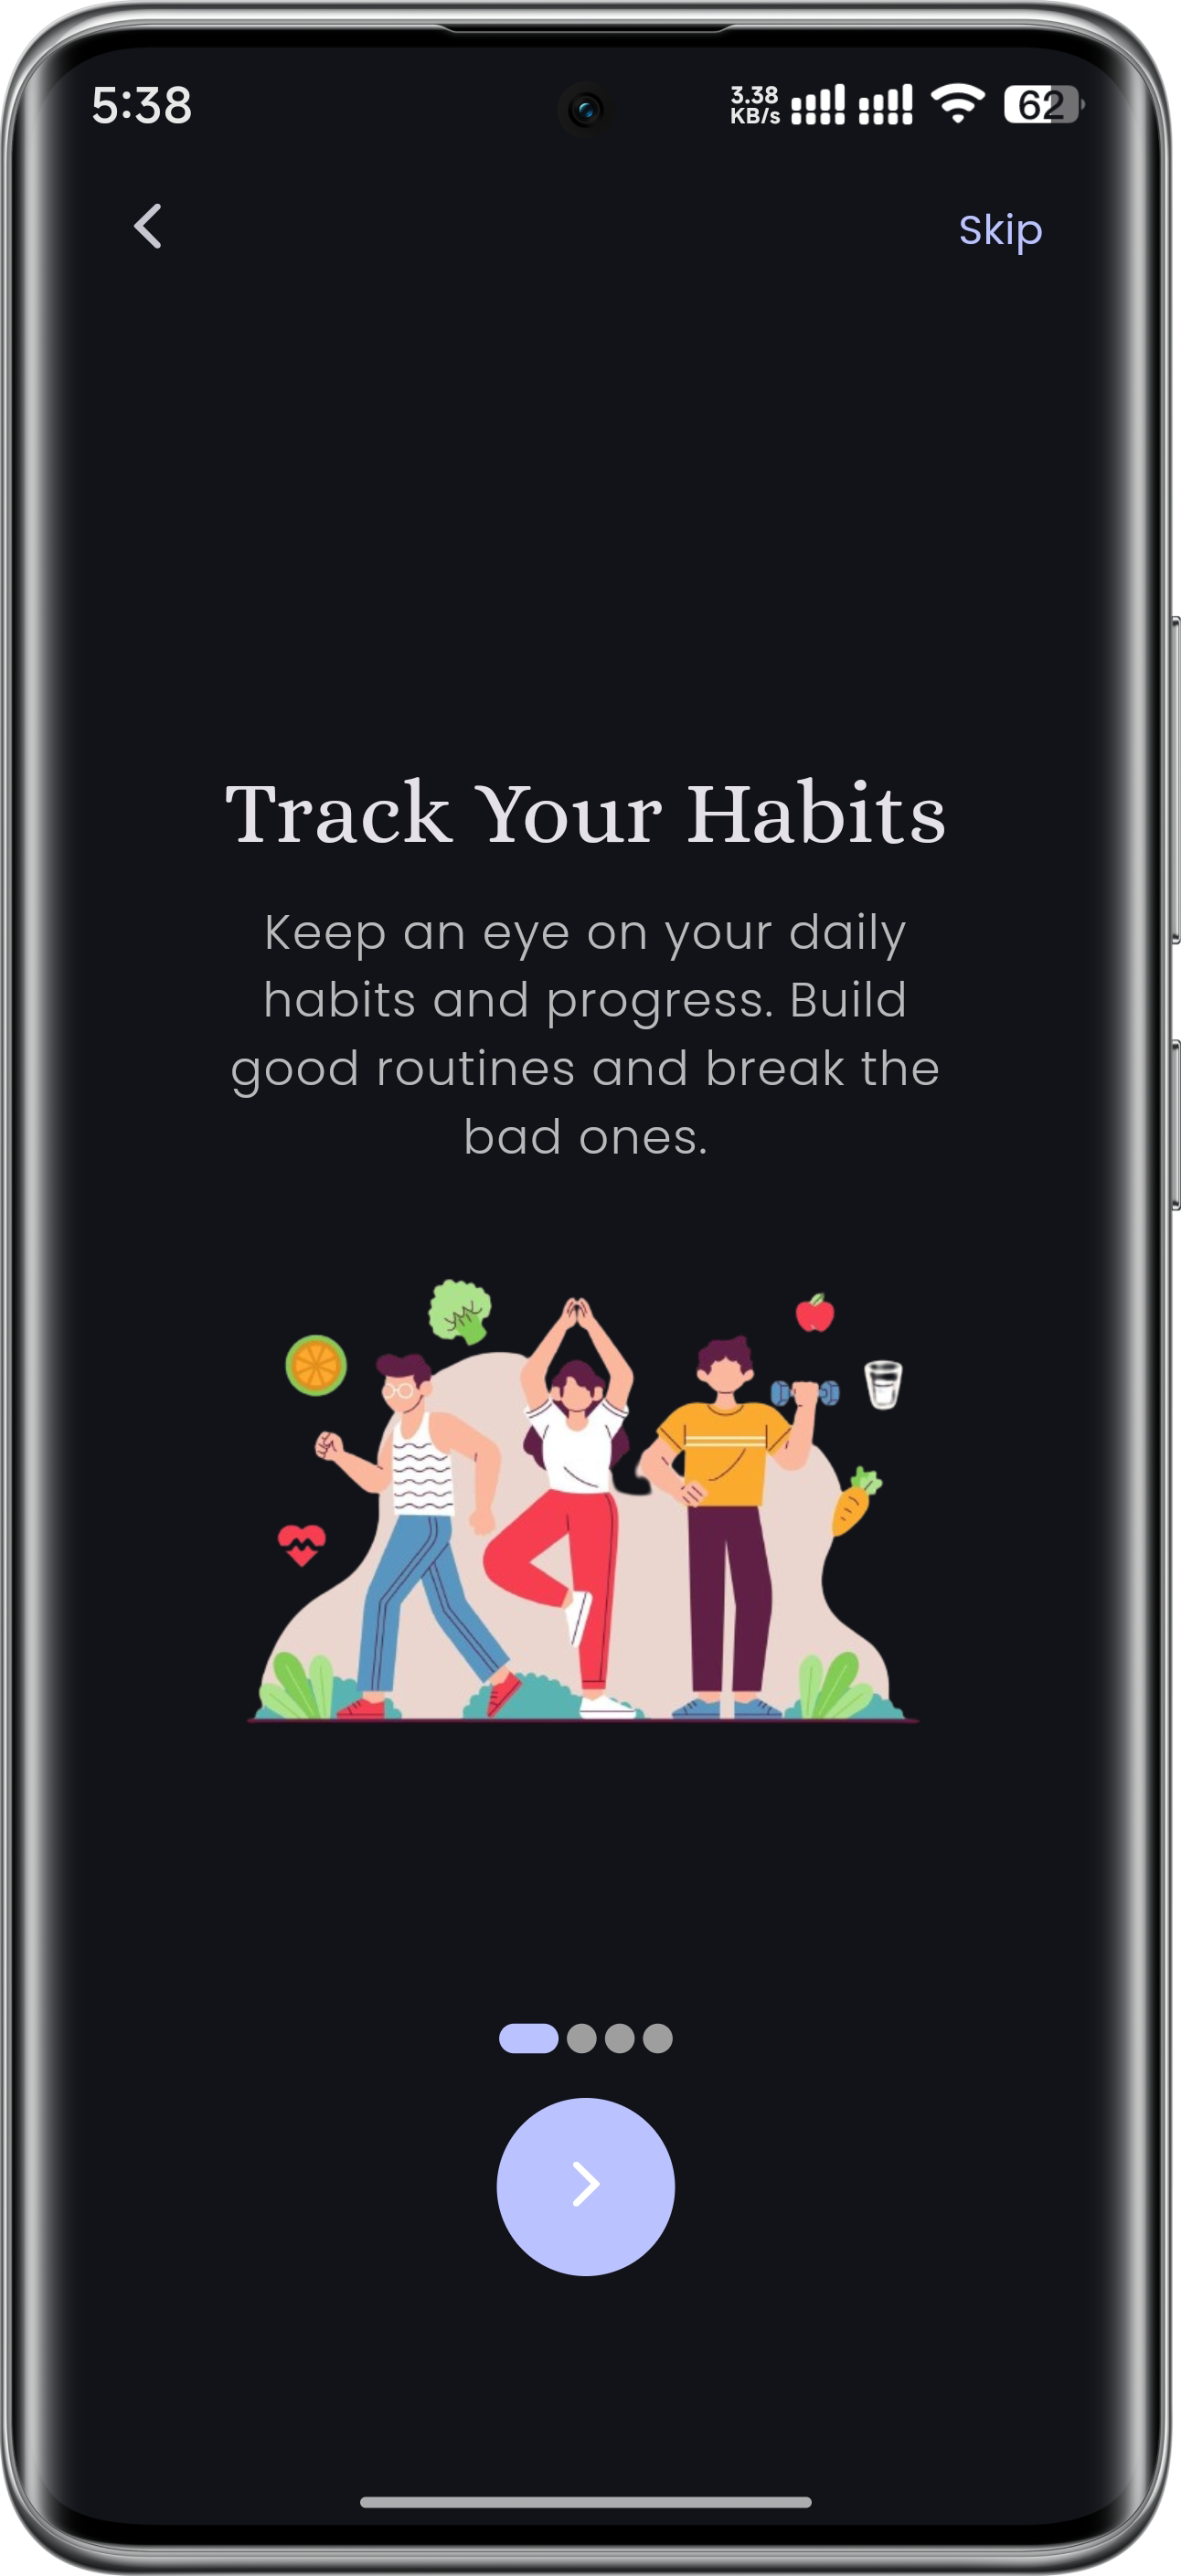 5:38
3.38
KB/s
62
Skip
Track Your Habits
Keep an eye on your daily
habits and progress. Build
good routines and break the
bad ones.